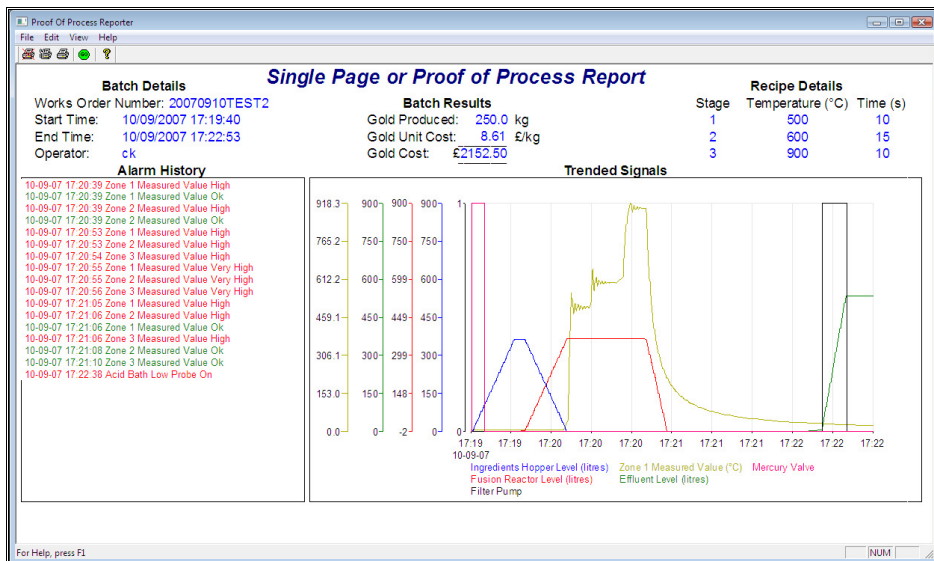 Proof Of Process Reporter
File Edit View Help
Single Page or Proof of Process Report
Batch Details
Works Order Number: 20070910TEST2
Start Time: 10/09/2007 17:19:40
End Time: 10/09/2007 17:22:53
Operator: ck
Batch Results
Gold Produced: 250.0 kg
Gold Unit Cost: 8.61 £/kg
Gold Cost: £2152.50
Recipe Details
Stage Temperature (°C) Time (s)
1 500 10
2 600 15
3 900 10
Alarm History
10-09-07 17:20:39 Zone 1 Measured Value High
10-09-07 17:20:39 Zone 1 Measured Value Ok
10-09-07 17:20:39 Zone 2 Measured Value High
10-09-07 17:20:39 Zone 2 Measured Value Ok
10-09-07 17:20:53 Zone 1 Measured Value High
10-09-07 17:20:53 Zone 2 Measured Value High
10-09-07 17:20:54 Zone 3 Measured Value High
10-09-07 17:20:55 Zone 1 Measured Value Very High
10-09-07 17:20:55 Zone 2 Measured Value Very High
10-09-07 17:20:56 Zone 3 Measured Value Very High
10-09-07 17:21:05 Zone 1 Measured Value High
10-09-07 17:21:06 Zone 2 Measured Value High
10-09-07 17:21:06 Zone 1 Measured Value Ok
10-09-07 17:21:06 Zone 3 Measured Value High
10-09-07 17:21:08 Zone 2 Measured Value Ok
10-09-07 17:21:10 Zone 3 Measured Value Ok
10-09-07 17:22:38 Acid Bath Low Probe On
Trended Signals
918.3 900 900 900 1
765.2 750 750 750
612.2 600 599 600
459.1 450 449 450
306.1 300 299 300
153.0 150 148 150
0.0 0 -2 0 0
17:19 17:19 17:20 17:20 17:20 17:21 17:21 17:21 17:22 17:22 17:22
10-09-07
Ingredients Hopper Level (litres) Zone 1 Measured Value (°C) Mercury Valve
Fusion Reactor Level (litres) Effluent Level (litres)
Filter Pump
For Help, press F1
NUM